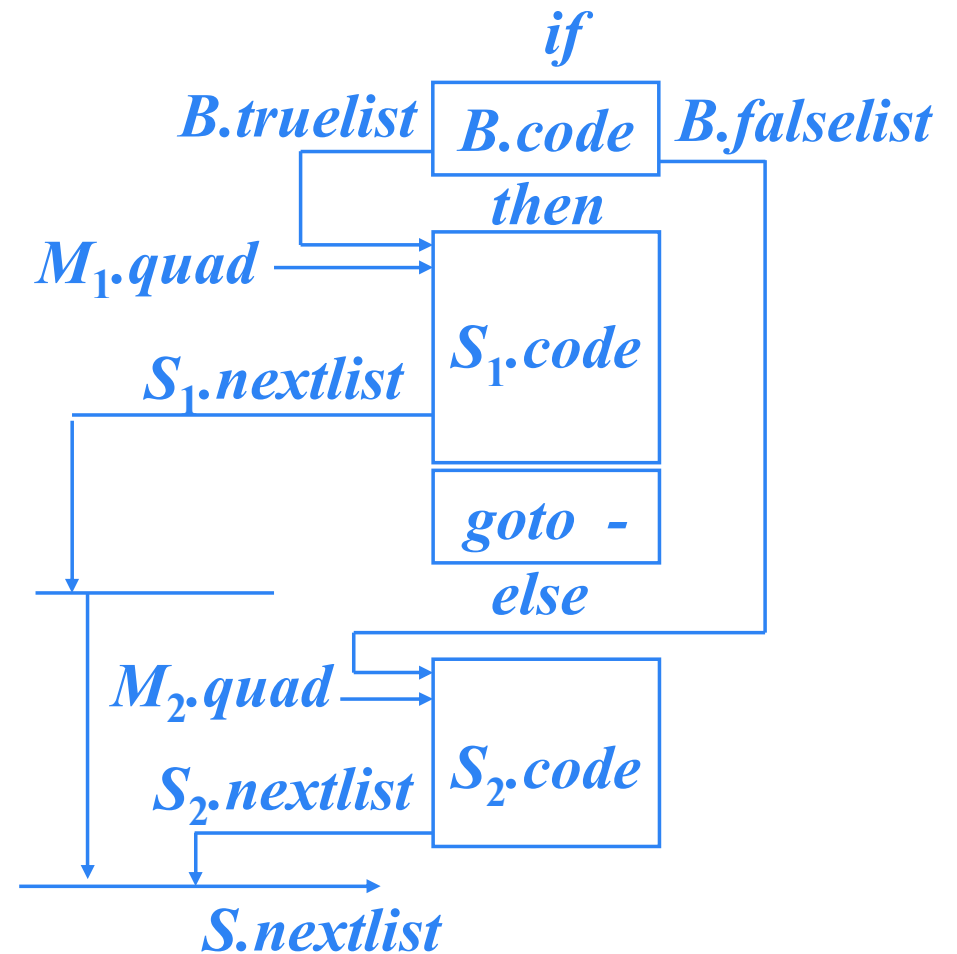 if
B.truelist
B.code
B.falselist
then
M₁.quad
S₁.code
S₁.nextlist
goto -
else
M₂.quad
S₂.code
S₂.nextlist
S.nextlist